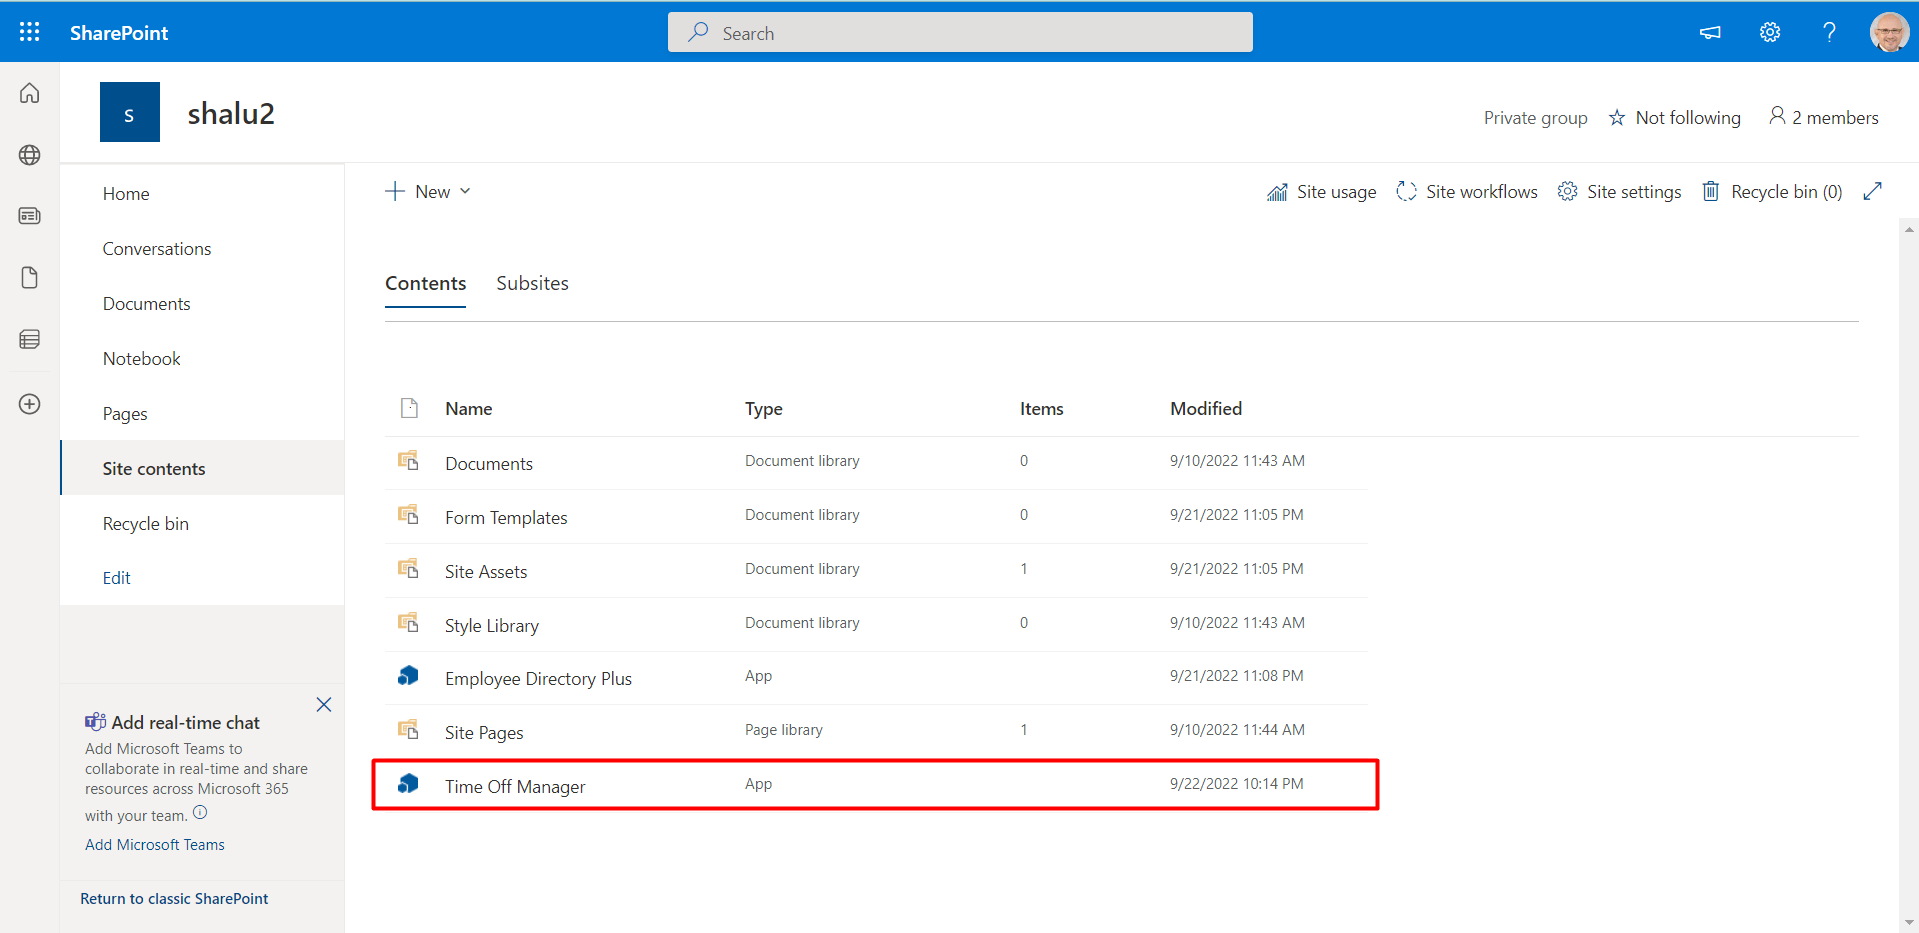 SharePoint
Search
S
shalu2
Private group
Not following
2 members
Home
Conversations
Documents
Notebook
Pages
Site contents
Recycle bin
Edit
New
Site usage
Site workflows
Site settings
Recycle bin (0)
Contents
Subsites
Name Type Items Modified
Documents Document library 0 9/10/2022 11:43 AM
Form Templates Document library 0 9/21/2022 11:05 PM
Site Assets Document library 1 9/21/2022 11:05 PM
Style Library Document library 0 9/10/2022 11:43 AM
Employee Directory Plus App 9/21/2022 11:08 PM
Site Pages Page library 1 9/10/2022 11:44 AM
Time Off Manager App 9/22/2022 10:14 PM
Add real-time chat
Add Microsoft Teams to
collaborate in real-time and share
resources across Microsoft 365
with your team.
Add Microsoft Teams
Return to classic SharePoint